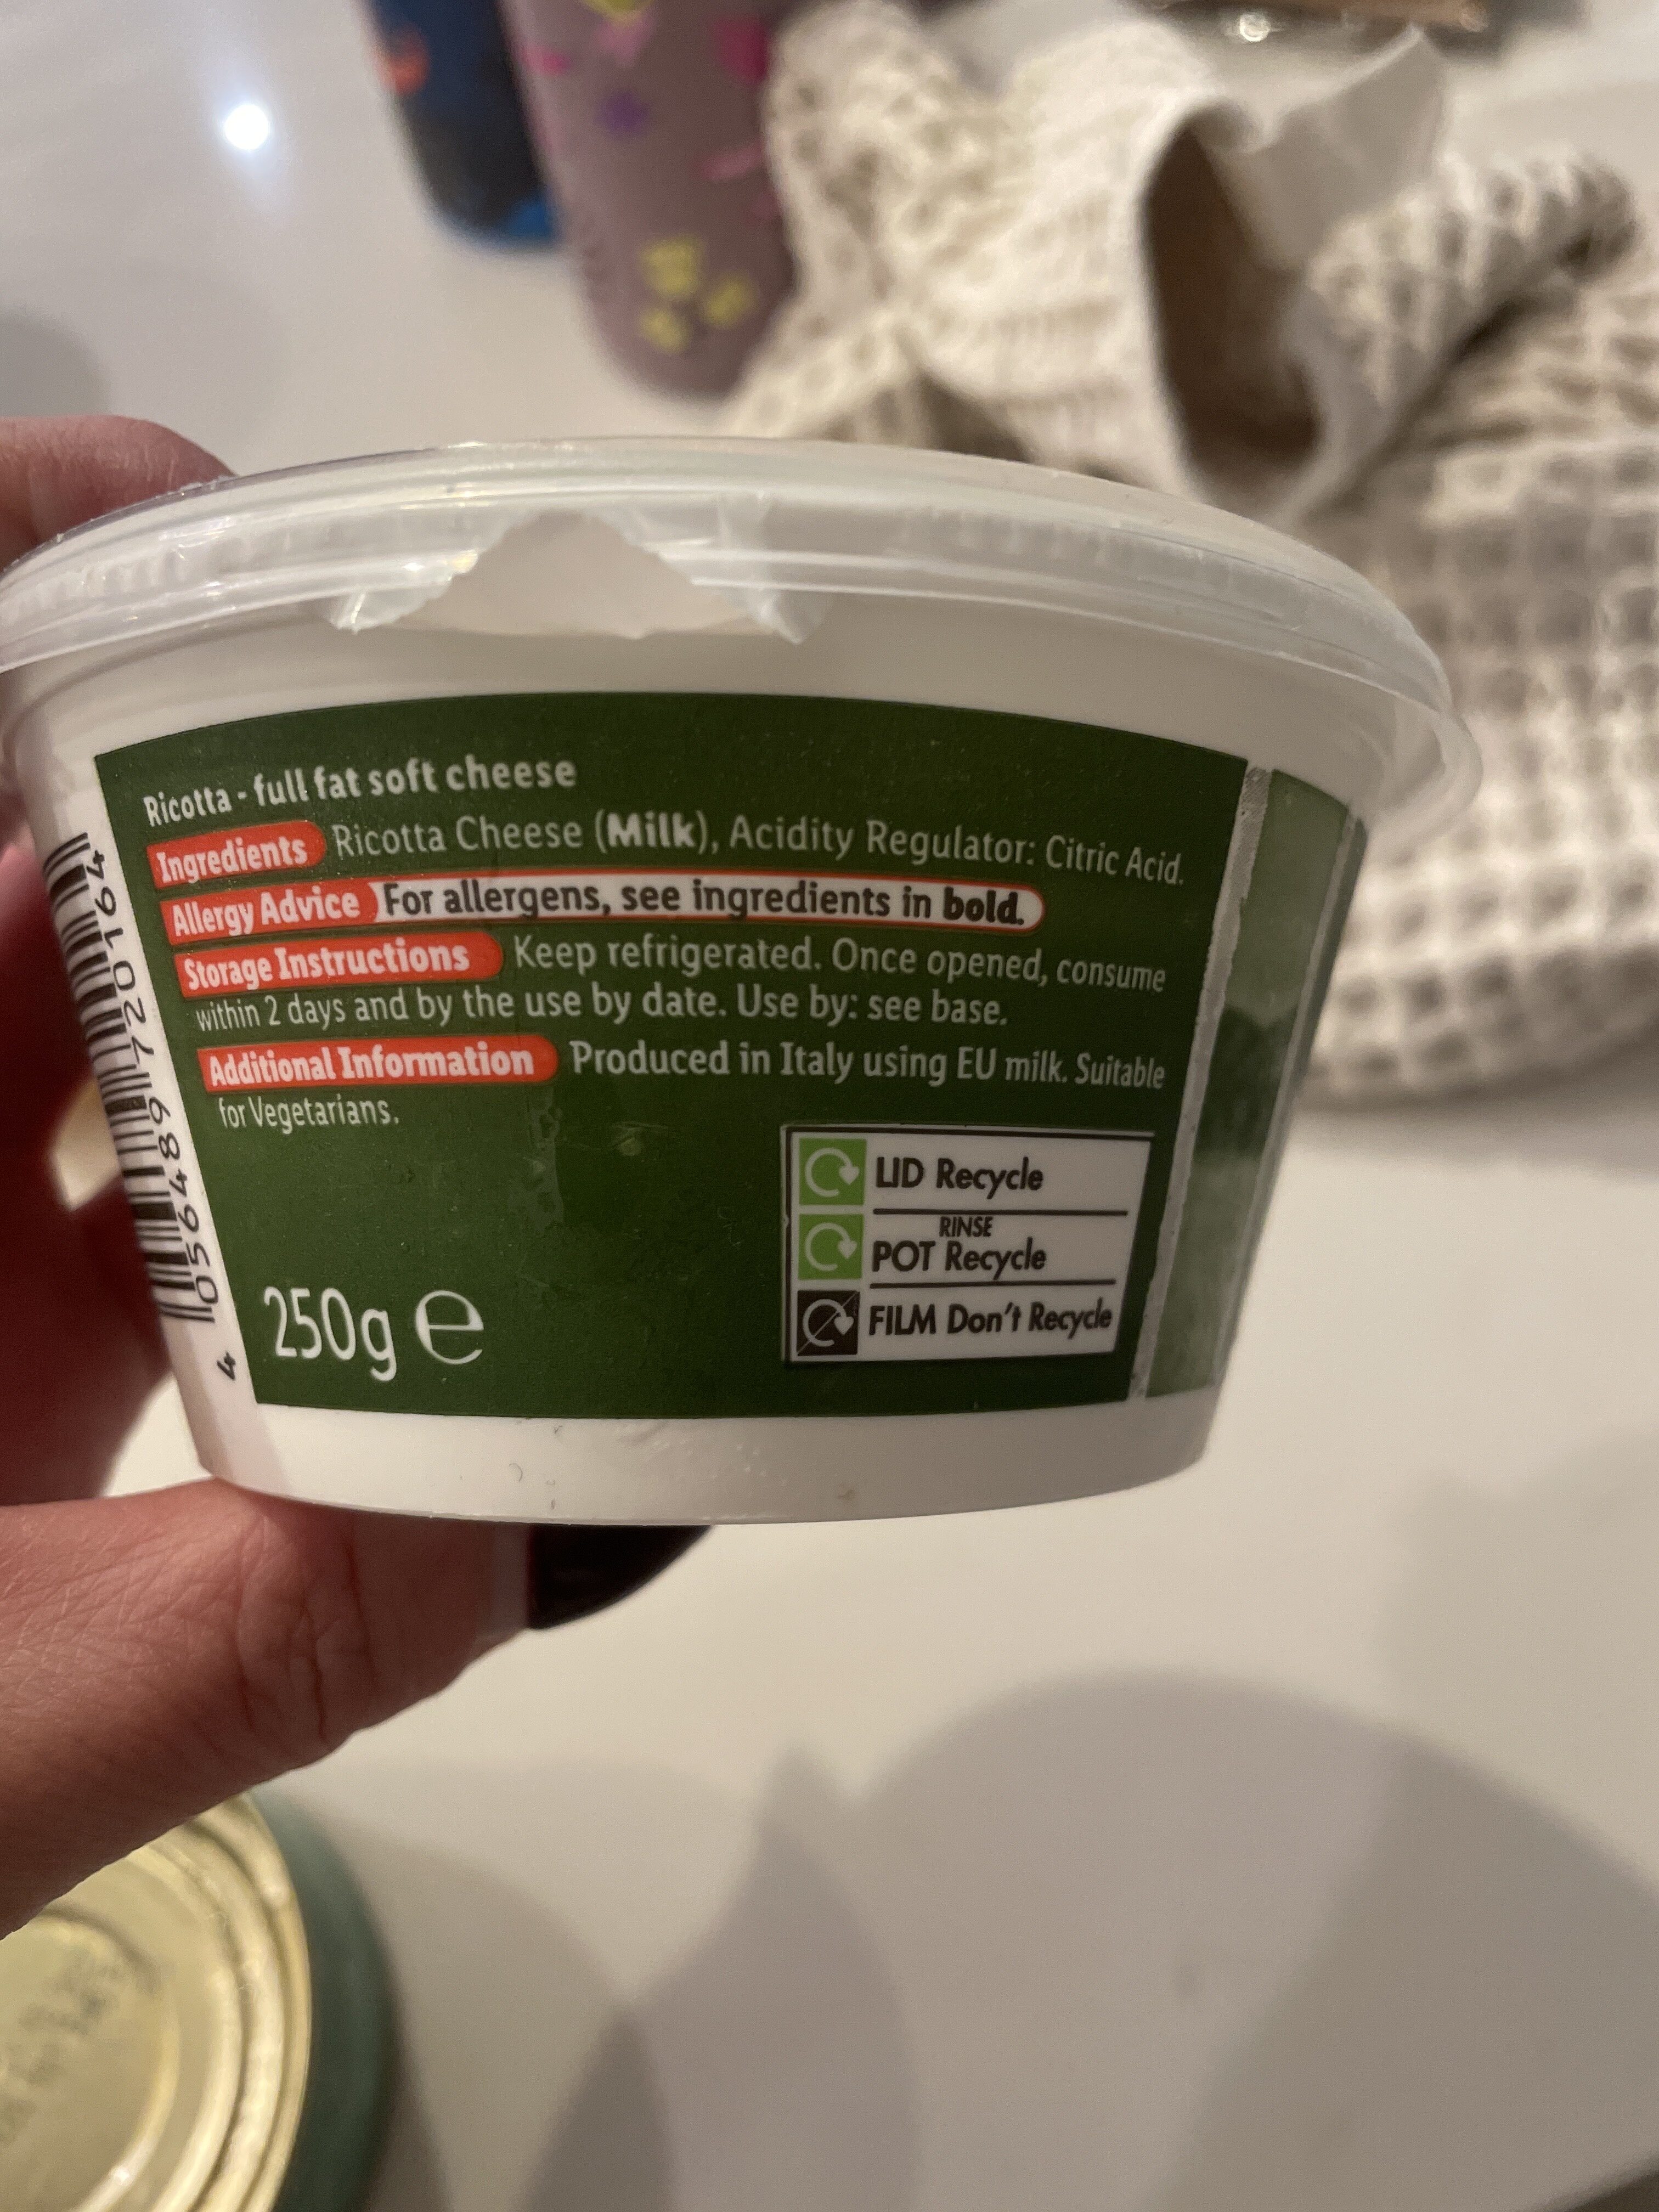 Ricotta - full fat soft cheese
Ingredients Ricotta Cheese (Milk), Acidity Regulator: Citric Acid.
Allergy Advice For allergens, see ingredients in bold.
Storage Instructions Keep refrigerated. Once opened, consume
within 2 days and by the use by date. Use by: see base.
Additional Information Produced in Italy using EU milk. Suitable
for Vegetarians.
LID Recycle
RINSE
POT Recycle
FILM Don't Recycle
250g e
4 056489 720164